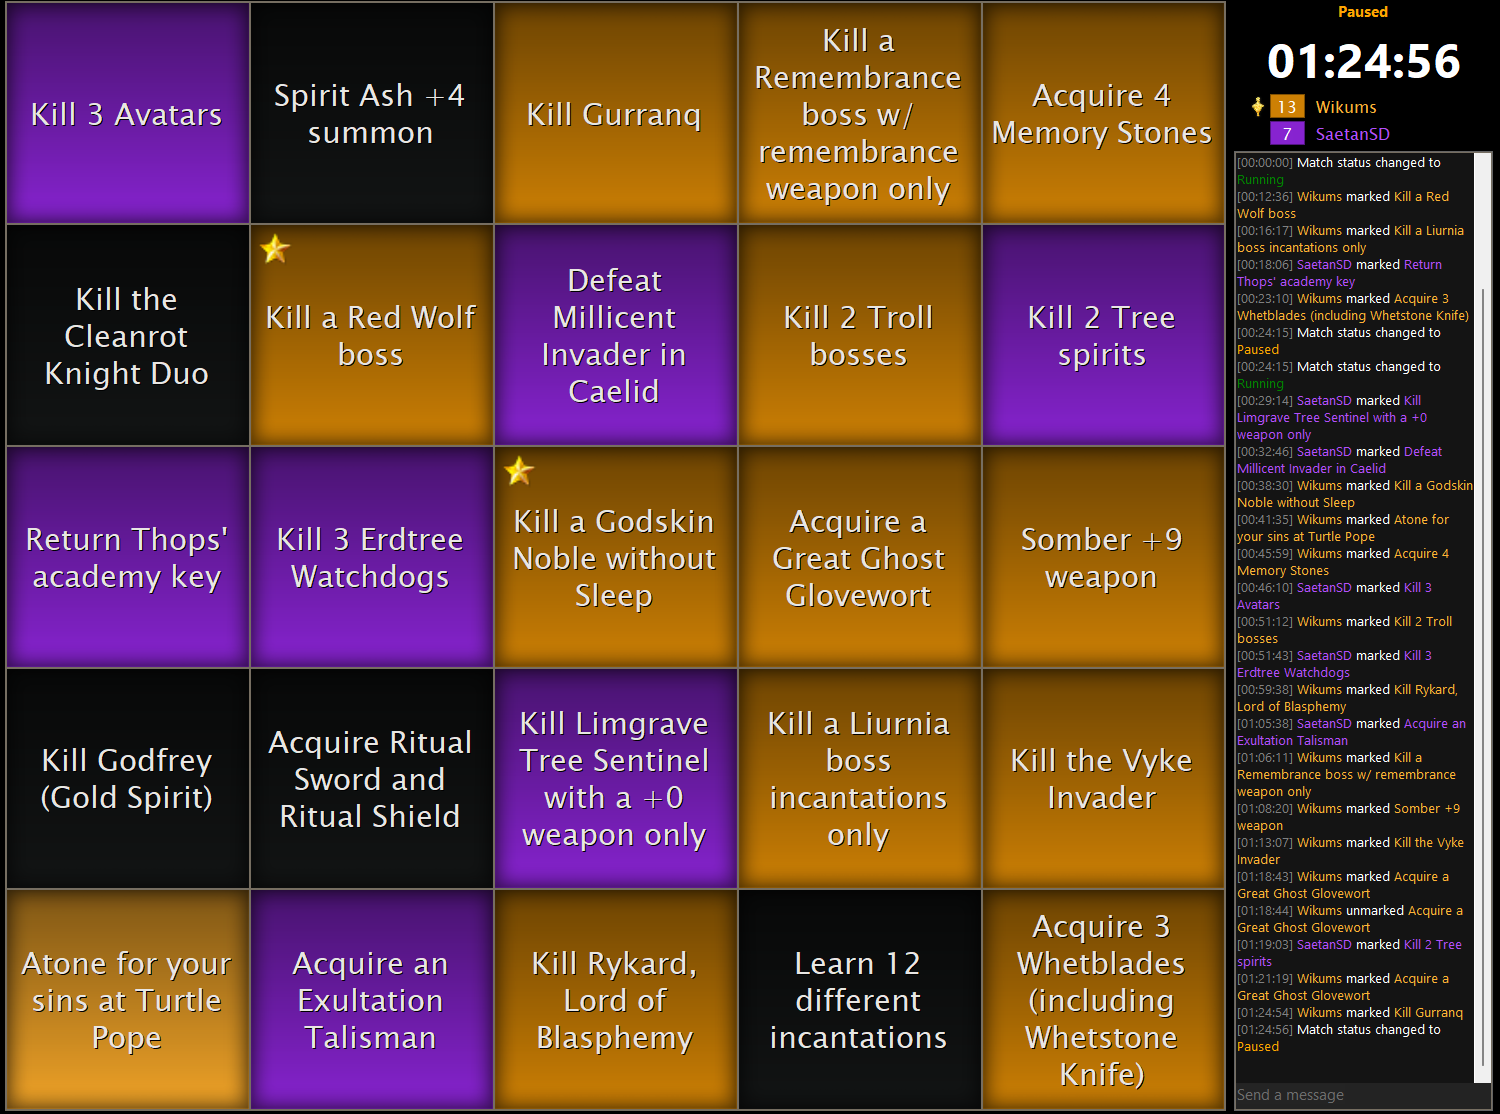 Kill 3 Avatars
Spirit Ash +4
summon
Kill Gurranq
Kill a
Remembrance
boss w/
remembrance
weapon only
Acquire 4
Memory Stones
Kill the
Cleanrot
Knight Duo
Kill a Red Wolf
boss
Defeat
Millicent
Invader in
Caelid
Kill 2 Troll
bosses
Kill 2 Tree
spirits
Return Thops'
academy key
Kill 3 Erdtree
Watchdogs
Kill a Godskin
Noble without
Sleep
Acquire a
Great Ghost
Glovewort
Somber +9
weapon
Kill Godfrey
(Gold Spirit)
Acquire Ritual
Sword and
Ritual Shield
Kill Limgrave
Tree Sentinel
with a +0
weapon only
Kill a Liurnia
boss
incantations
only
Kill the Vyke
Invader
Atone for your
sins at Turtle
Pope
Acquire an
Exultation
Talisman
Kill Rykard,
Lord of
Blasphemy
Learn 12
different
incantations
Acquire 3
Whetblades
(including
Whetstone
Knife)
Paused
01:24:56
13 Wikums
7 SaetanSD
[00:00:00] Match status changed to
Running
[00:12:36] Wikums marked Kill a Red
Wolf boss
[00:16:17] Wikums marked Kill a Liurnia
boss incantations only
[00:18:06] SaetanSD marked Return
Thops' academy key
[00:23:10] Wikums marked Acquire 3
Whetblades (including Whetstone Knife)
[00:24:15] Match status changed to
Paused
[00:24:15] Match status changed to
Running
[00:29:14] SaetanSD marked Kill
Limgrave Tree Sentinel with a +0
weapon only
[00:32:46] SaetanSD marked Defeat
Millicent Invader in Caelid
[00:38:30] Wikums marked Kill a Godskin
Noble without Sleep
[00:41:35] Wikums marked Atone for
your sins at Turtle Pope
[00:45:59] Wikums marked Acquire 4
Memory Stones
[00:46:10] SaetanSD marked Kill 3
Avatars
[00:51:12] Wikums marked Kill 2 Troll
bosses
[00:51:43] SaetanSD marked Kill 3
Erdtree Watchdogs
[00:59:38] Wikums marked Kill Rykard,
Lord of Blasphemy
[01:05:38] SaetanSD marked Acquire an
Exultation Talisman
[01:06:11] Wikums marked Kill a
Remembrance boss w/ remembrance
weapon only
[01:08:20] Wikums marked Somber +9
weapon
[01:13:07] Wikums marked Kill the Vyke
Invader
[01:18:43] Wikums marked Acquire a
Great Ghost Glovewort
[01:18:44] Wikums unmarked Acquire a
Great Ghost Glovewort
[01:19:03] SaetanSD marked Kill 2 Tree
spirits
[01:21:19] Wikums marked Acquire a
Great Ghost Glovewort
[01:24:54] Wikums marked Kill Gurranq
[01:24:56] Match status changed to
Paused
Send a message